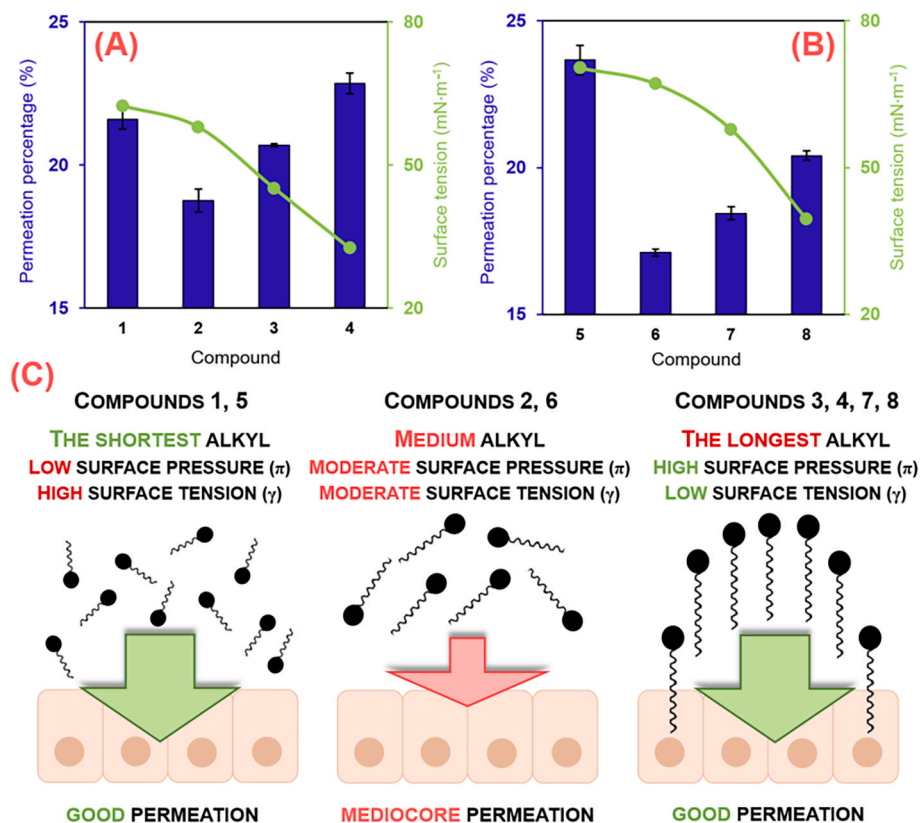 (A)
25
20
15
Permeation percentage (%)
80
50
20
Surface tension (mN·m⁻¹)
1 2 3 4
Compound
(B)
25
20
15
Permeation percentage (%)
80
50
20
Surface tension (mN·m⁻¹)
5 6 7 8
Compound
(C)
COMPOUNDS 1, 5
THE SHORTEST ALKYL
LOW SURFACE PRESSURE (π)
HIGH SURFACE TENSION (γ)
GOOD PERMEATION
COMPOUNDS 2, 6
MEDIUM ALKYL
MODERATE SURFACE PRESSURE (π)
MODERATE SURFACE TENSION (γ)
MEDIOCORE PERMEATION
COMPOUNDS 3, 4, 7, 8
THE LONGEST ALKYL
HIGH SURFACE PRESSURE (π)
LOW SURFACE TENSION (γ)
GOOD PERMEATION